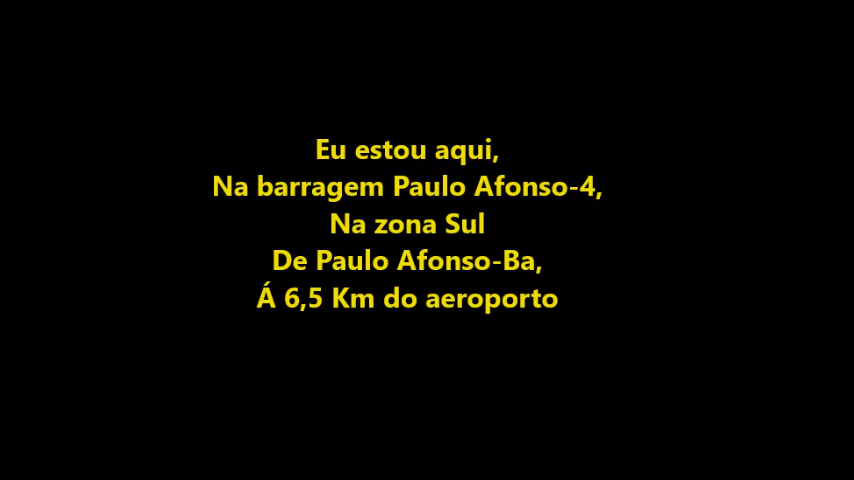 Eu estou aqui,
Na barragem Paulo Afonso-4,
Na zona Sul
De Paulo Afonso-Ba,
Á 6,5 Km do aeroporto